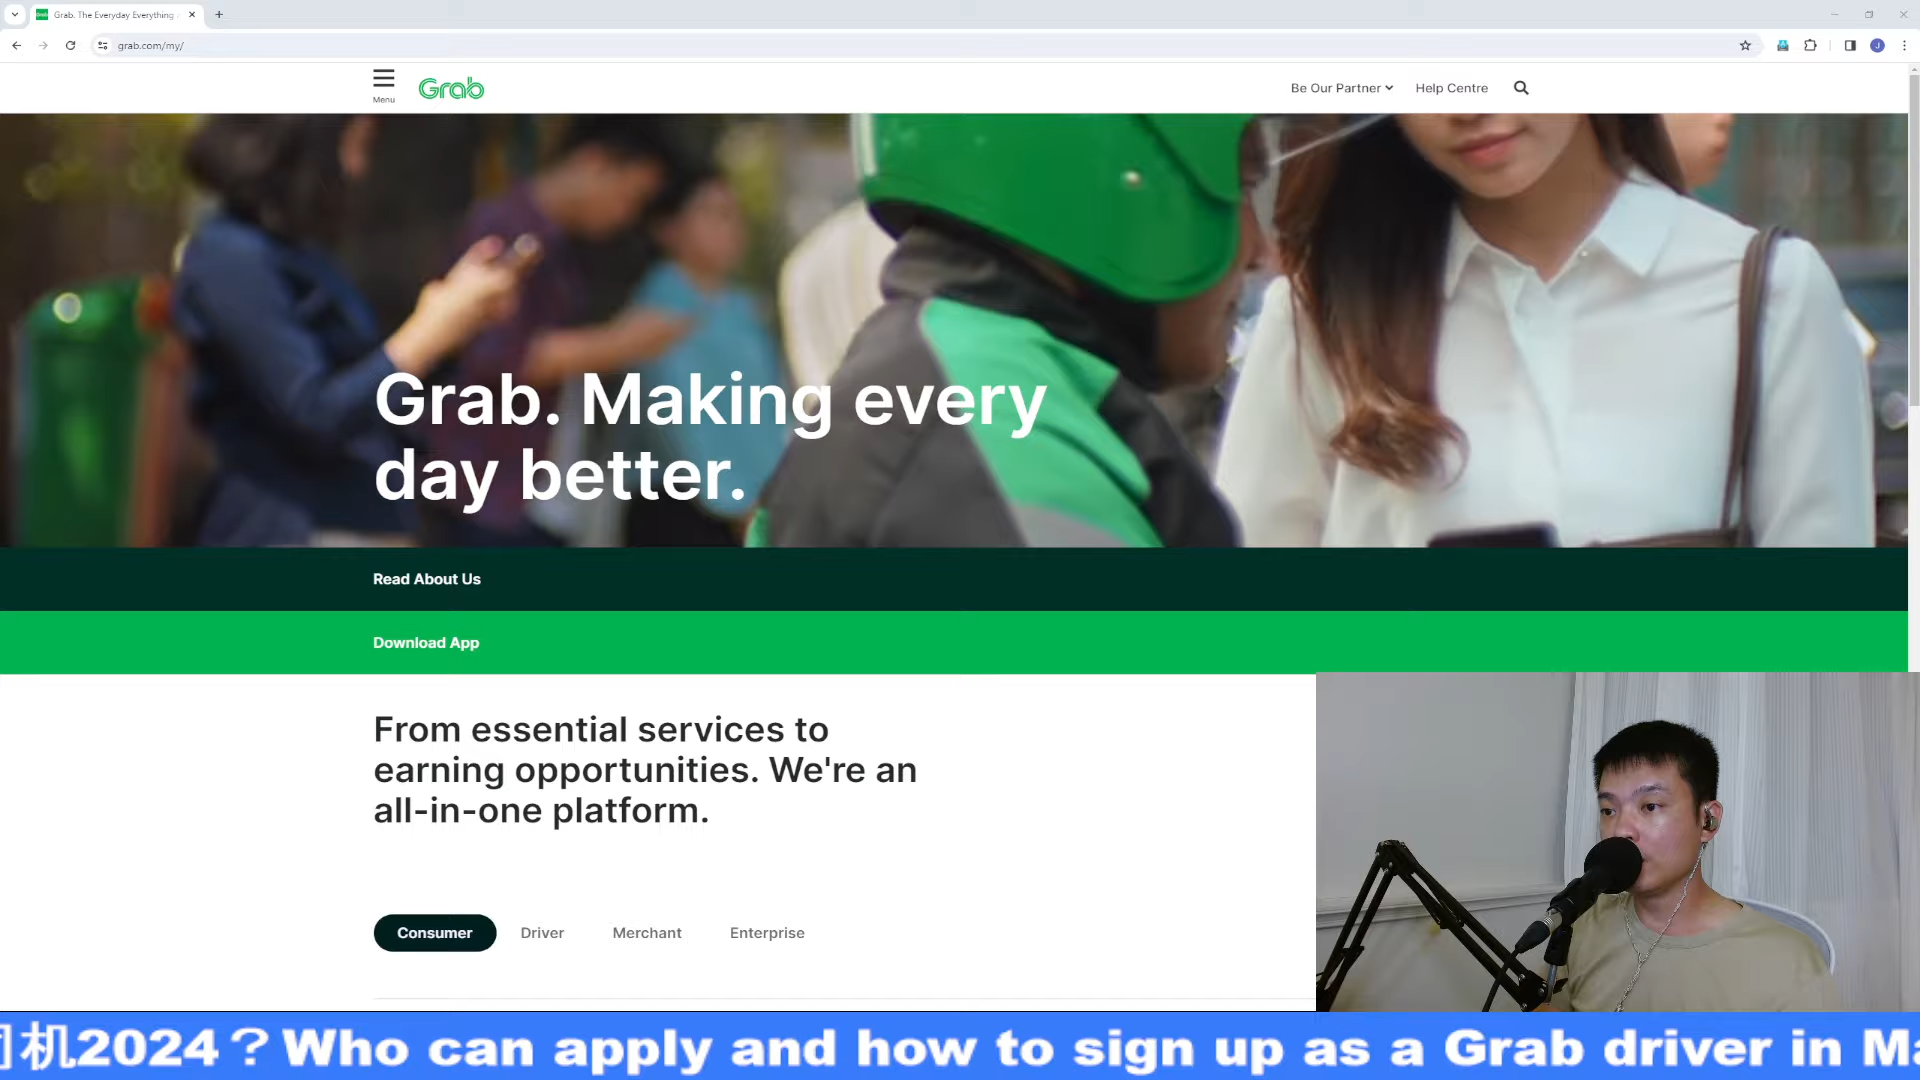 Grab. The Everyday Everything
grab.com/my/
J
Menu
Grab
Be Our Partner
Help Centre
Grab. Making every
day better.
Read About Us
Download App
From essential services to
earning opportunities. We're an
all-in-one platform.
Consumer
Driver
Merchant
Enterprise
机2024？Who can apply and how to sign up as a Grab driver in Ma